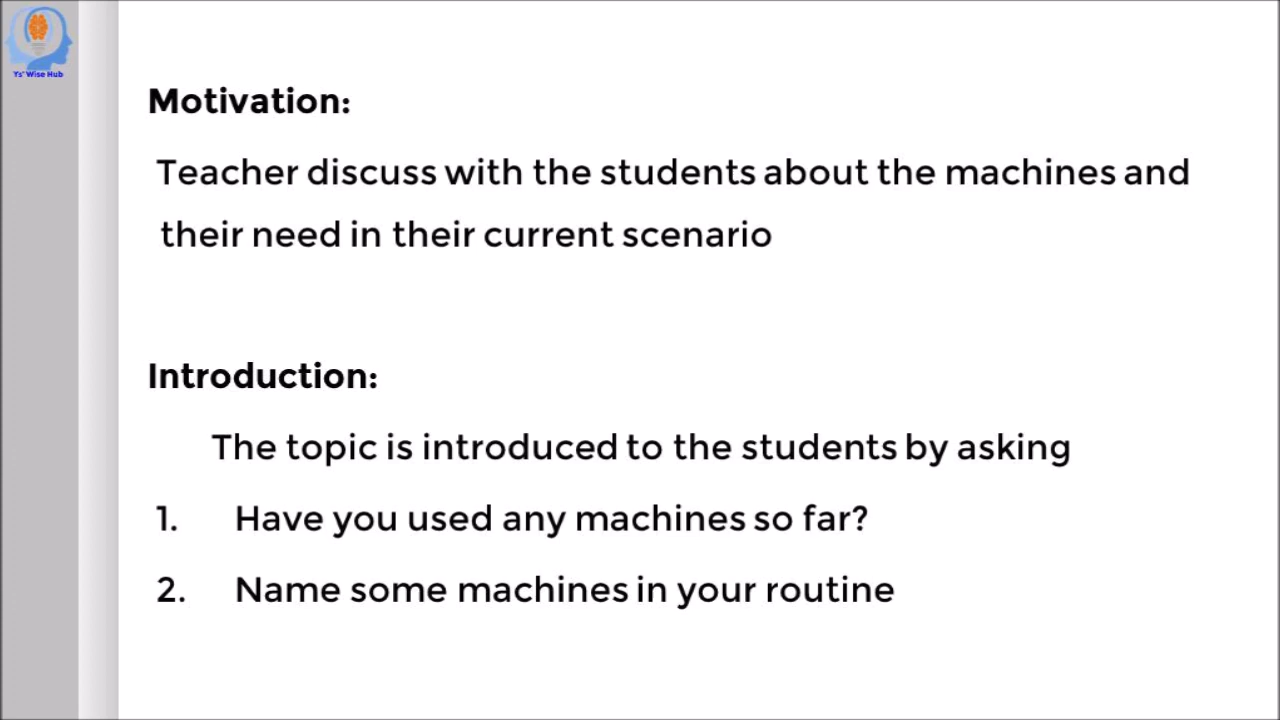 Ys' Wise Hub
Motivation:
Teacher discuss with the students about the machines and
their need in their current scenario
Introduction:
The topic is introduced to the students by asking
1. Have you used any machines so far?
2. Name some machines in your routine